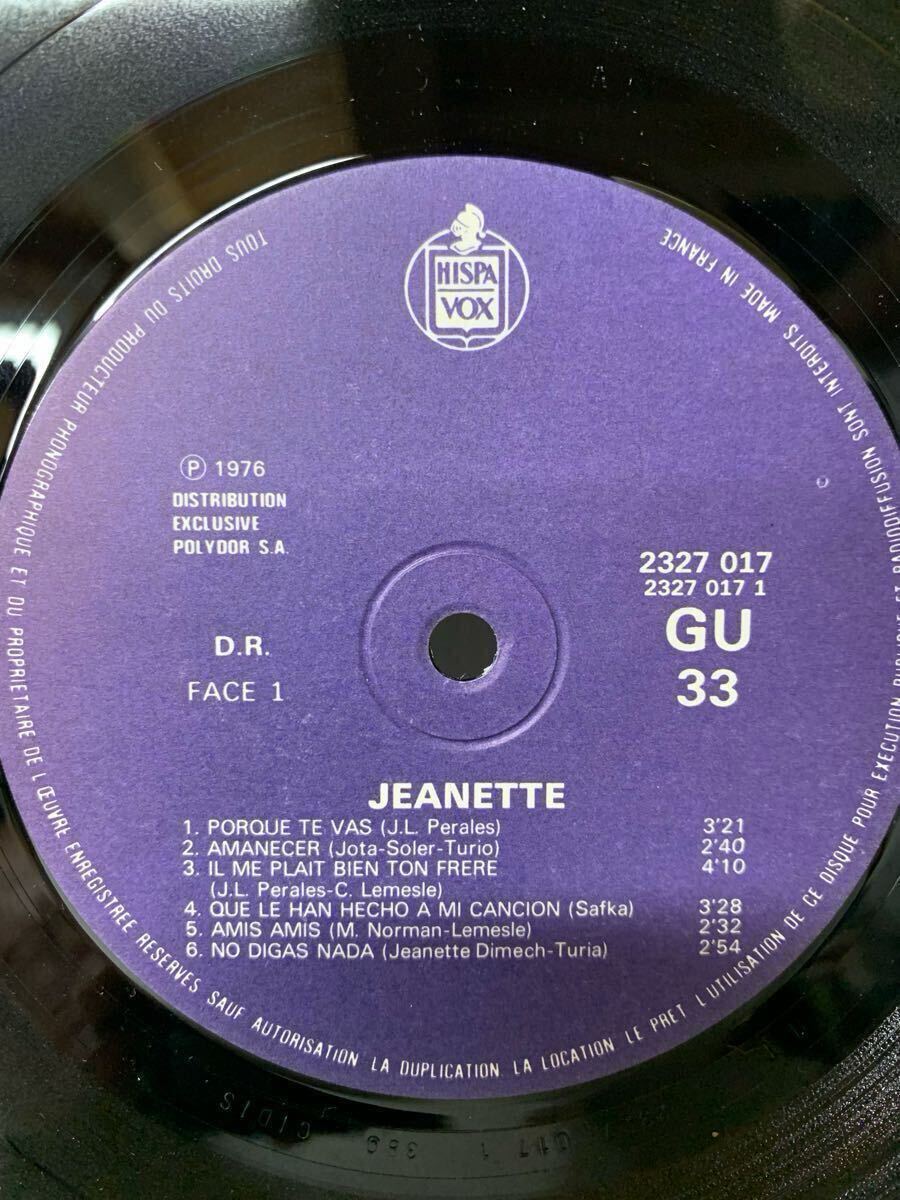 HISPA
VOX
TOUS DROITS DU PRODUCTEUR PHONOGRAPHIQUE ET DU PROPRIETAIRE DE L'ŒUVRE ENREGISTREE RESERVES SAUF AUTORISATION LA DUPLICATION LA LOCATION LE PRET L'UTILISATION DE CE DISQUE POUR EXECUTION PUBLIQUE ET RADIODIFFUSION SONT INTERDITS MADE IN FRANCE
Ⓟ 1976
DISTRIBUTION
EXCLUSIVE
POLYDOR S.A.
2327 017
2327 017 1
GU
33
D.R.
FACE 1
JEANETTE
1. PORQUE TE VAS (J.L. Perales) 3'21
2. AMANECER (Jota-Soler-Turio) 2'40
3. IL ME PLAIT BIEN TON FRERE 4'10
(J.L. Perales-C. Lemesle)
4. QUE LE HAN HECHO A MI CANCION (Safka) 3'28
5. AMIS AMIS (M. Norman-Lemesle) 2'32
6. NO DIGAS NADA (Jeanette Dimech-Turia) 2'54
CIDIS